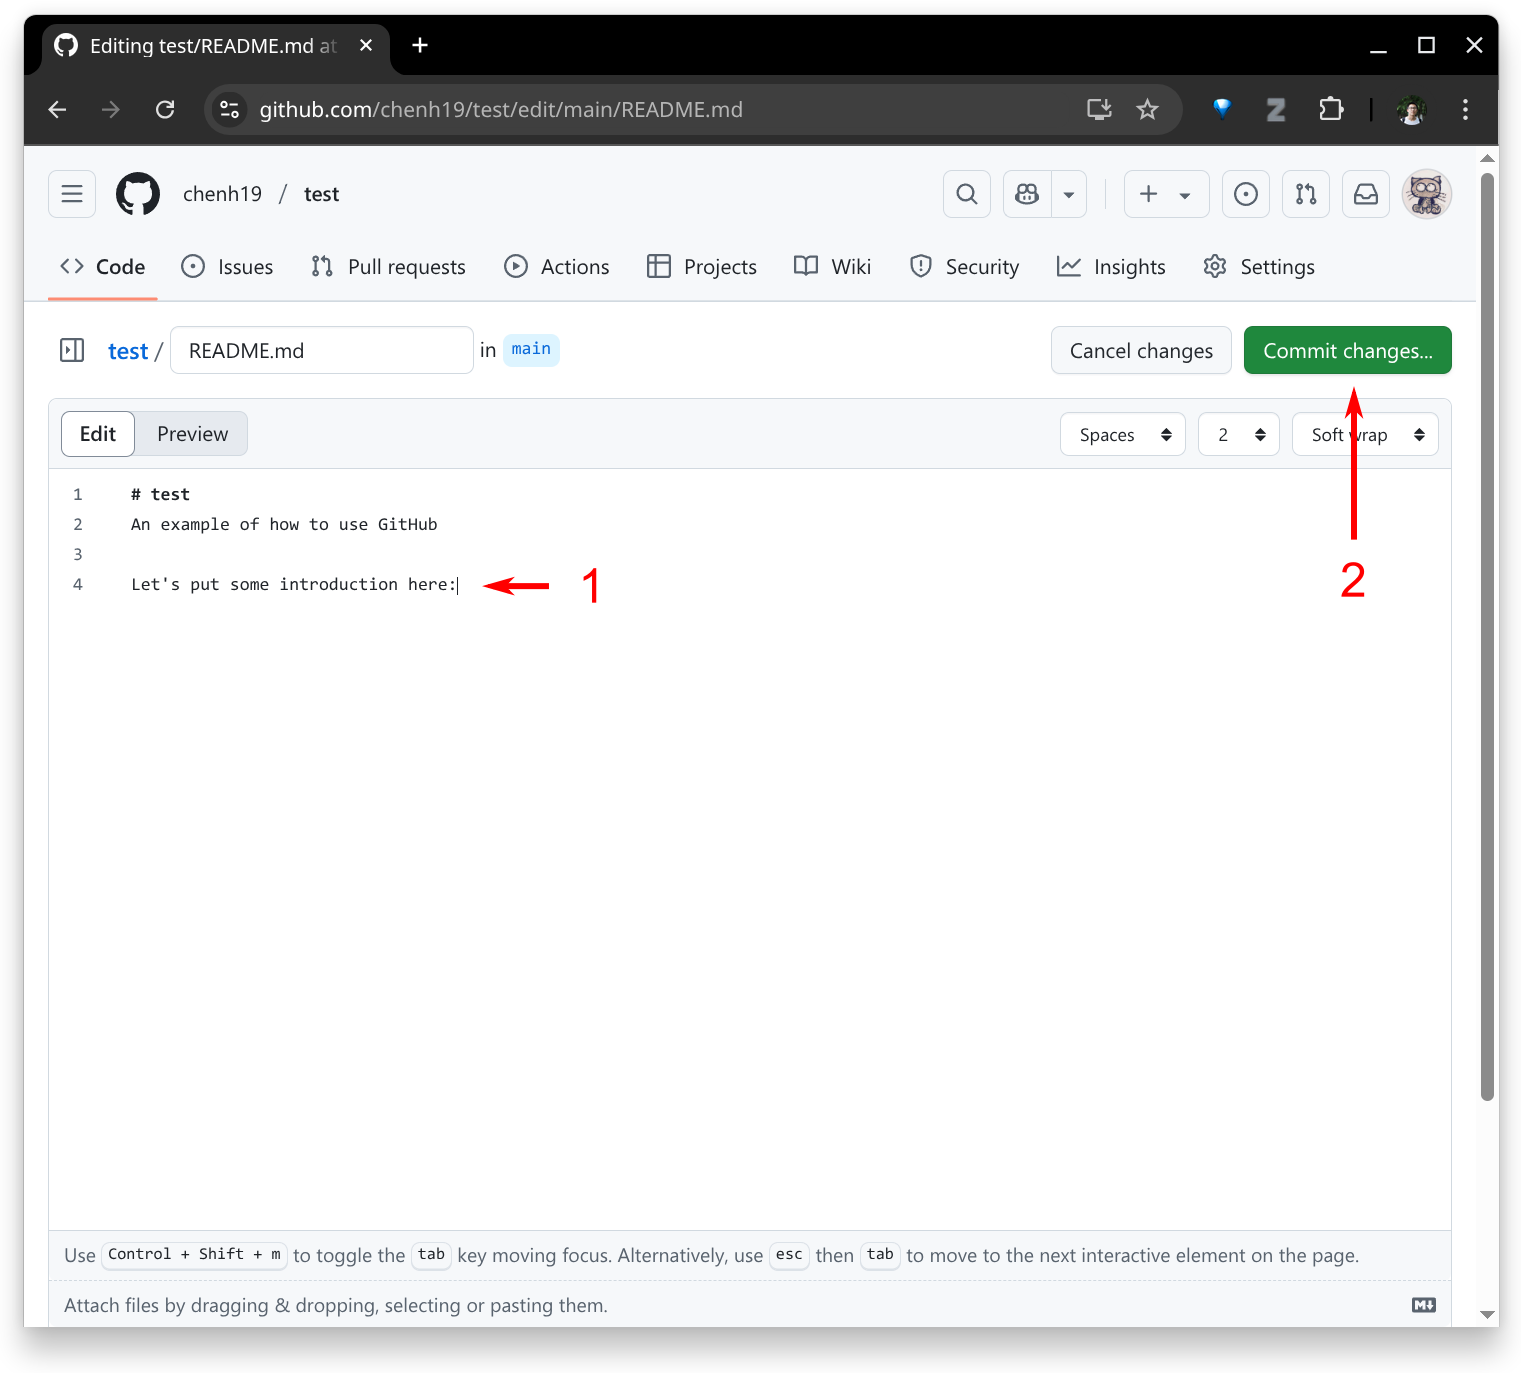 Editing test/README.md at
github.com/chenh19/test/edit/main/README.md
chenh19 / test
Code Issues Pull requests Actions Projects Wiki Security Insights Settings
test / README.md in main Cancel changes Commit changes...
Edit Preview Spaces 2 Soft wrap
1 # test
2 An example of how to use GitHub
3
4 Let's put some introduction here: 1
2
Use Control + Shift + m to toggle the tab key moving focus. Alternatively, use esc then tab to move to the next interactive element on the page.
Attach files by dragging & dropping, selecting or pasting them.